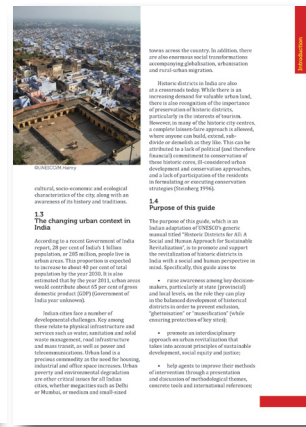 Introduction
©UNESCO/R. Hanny
cultural, socio-economic and ecological
characteristics of the city, along with an
awareness of its history and traditions.
1.3
The changing urban context in
India
According to a recent Government of India
report, 28 per cent of India's 1 billion
population, or 285 million, people live in
urban areas. This proportion is expected
to increase to about 40 per cent of total
population by the year 2020. It is also
estimated that by the year 2011, urban areas
would contribute about 65 per cent of gross
domestic product (GDP) (Government of
India year unknown).
Indian cities face a number of
developmental challenges. Key among
these relate to physical infrastructure and
services such as water, sanitation and solid
waste management, road infrastructure
and mass transit, as well as power and
telecommunications. Urban land is a
precious commodity as the need for housing,
industrial and office space increases. Urban
poverty and environmental degradation
are other critical issues for all Indian
cities, whether megacities such as Delhi
or Mumbai, or medium and small-sized
towns across the country. In addition, there
are also enormous social transformations
accompanying globalisation, urbanisation
and rural-urban migration.
Historic districts in India are also
at a crossroads today. While there is an
increasing demand for valuable urban land,
there is also recognition of the importance
of preservation of historic districts,
particularly in the interests of tourism.
However, in many of the historic city centres,
a complete laissez-faire approach is allowed,
where anyone can build, extend, sub-
divide or demolish as they like. This can be
attributed to a lack of political (and therefore
financial) commitment to conservation of
these historic cores, ill-considered urban
development and conservation approaches,
and a lack of participation of the residents
in formulating or executing conservation
strategies (Steinberg 1996).
1.4
Purpose of this guide
The purpose of this guide, which is an
Indian adaptation of UNESCO's generic
manual titled "Historic Districts for All: A
Social and Human Approach for Sustainable
Revitalization", is to promote and support
the revitalization of historic districts in
India with a social and human perspective in
mind. Specifically, this guide aims to:
• raise awareness among key decision-
makers, particularly at state (provincial)
and local levels, on the role they can play
in the balanced development of historical
districts in order to prevent exclusion,
"ghettoization" or "museification" (while
ensuring protection of key sites);
• promote an interdisciplinary
approach on urban revitalization that
takes into account principles of sustainable
development, social equity and justice;
• help agents to improve their methods
of intervention through a presentation
and discussion of methodological themes,
concrete tools and international references;